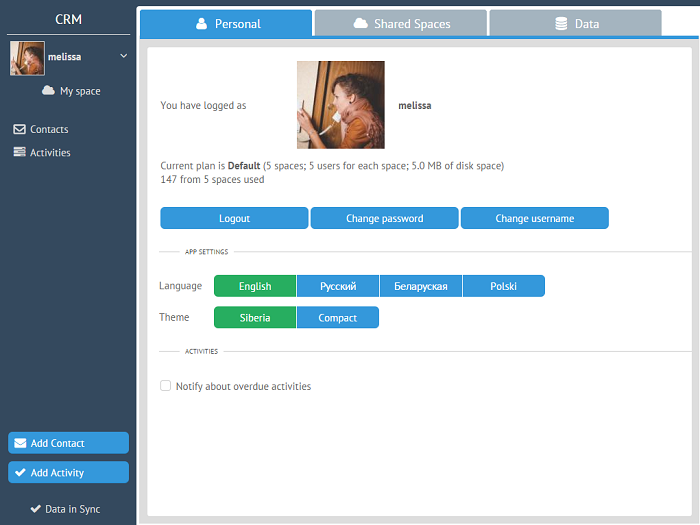 CRM
melissa
My space
Contacts
Activities
Add Contact
Add Activity
Data in Sync
Personal
Shared Spaces
Data
You have logged as
melissa
Current plan is Default (5 spaces; 5 users for each space; 5.0 MB of disk space)
147 from 5 spaces used
Logout
Change password
Change username
APP SETTINGS
Language
English
Русский
Беларуская
Polski
Theme
Siberia
Compact
ACTIVITIES
Notify about overdue activities